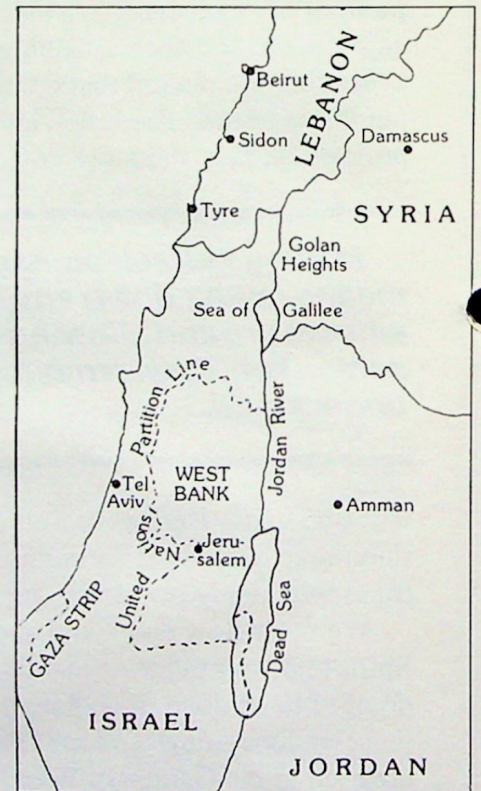 Beirut
LEBANON
Sidon
Damascus
Tyre
SYRIA
Golan
Heights
Sea of Galilee
United Nations Partition Line
Jordan River
Tel
Aviv
WEST
BANK
Amman
Jeru-
salem
GAZA STRIP
Dead Sea
ISRAEL
JORDAN